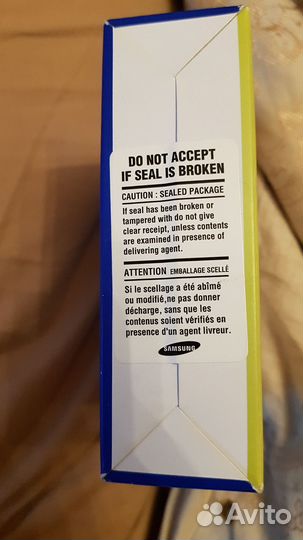 DO NOT ACCEPT
IF SEAL IS BROKEN
CAUTION : SEALED PACKAGE
If seal has been broken or
tampered with do not give
clear receipt, unless contents
are examined in presence of
delivering agent.
ATTENTION EMBALLAGE SCELLÉ
Si le scellage a été abîmé
ou modifié,ne pas donner
décharge, sans que les
contenus soient vérifiés en
presence d'un agent livreur.
SAMSUNG
Avito